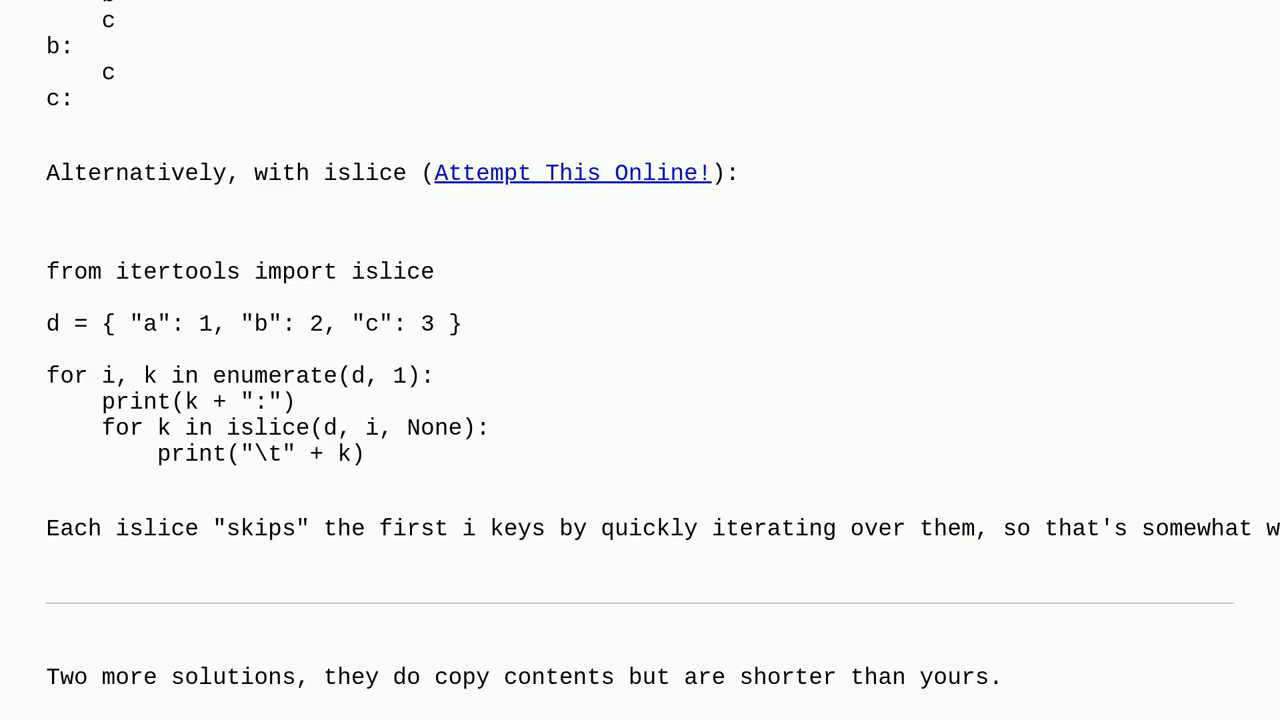 c
b:
    c
c:
Alternatively, with islice (Attempt This Online!):
from itertools import islice
d = { "a": 1, "b": 2, "c": 3 }
for i, k in enumerate(d, 1):
    print(k + ":")
    for k in islice(d, i, None):
        print("\t" + k)
Each islice "skips" the first i keys by quickly iterating over them, so that's somewhat
Two more solutions, they do copy contents but are shorter than yours.